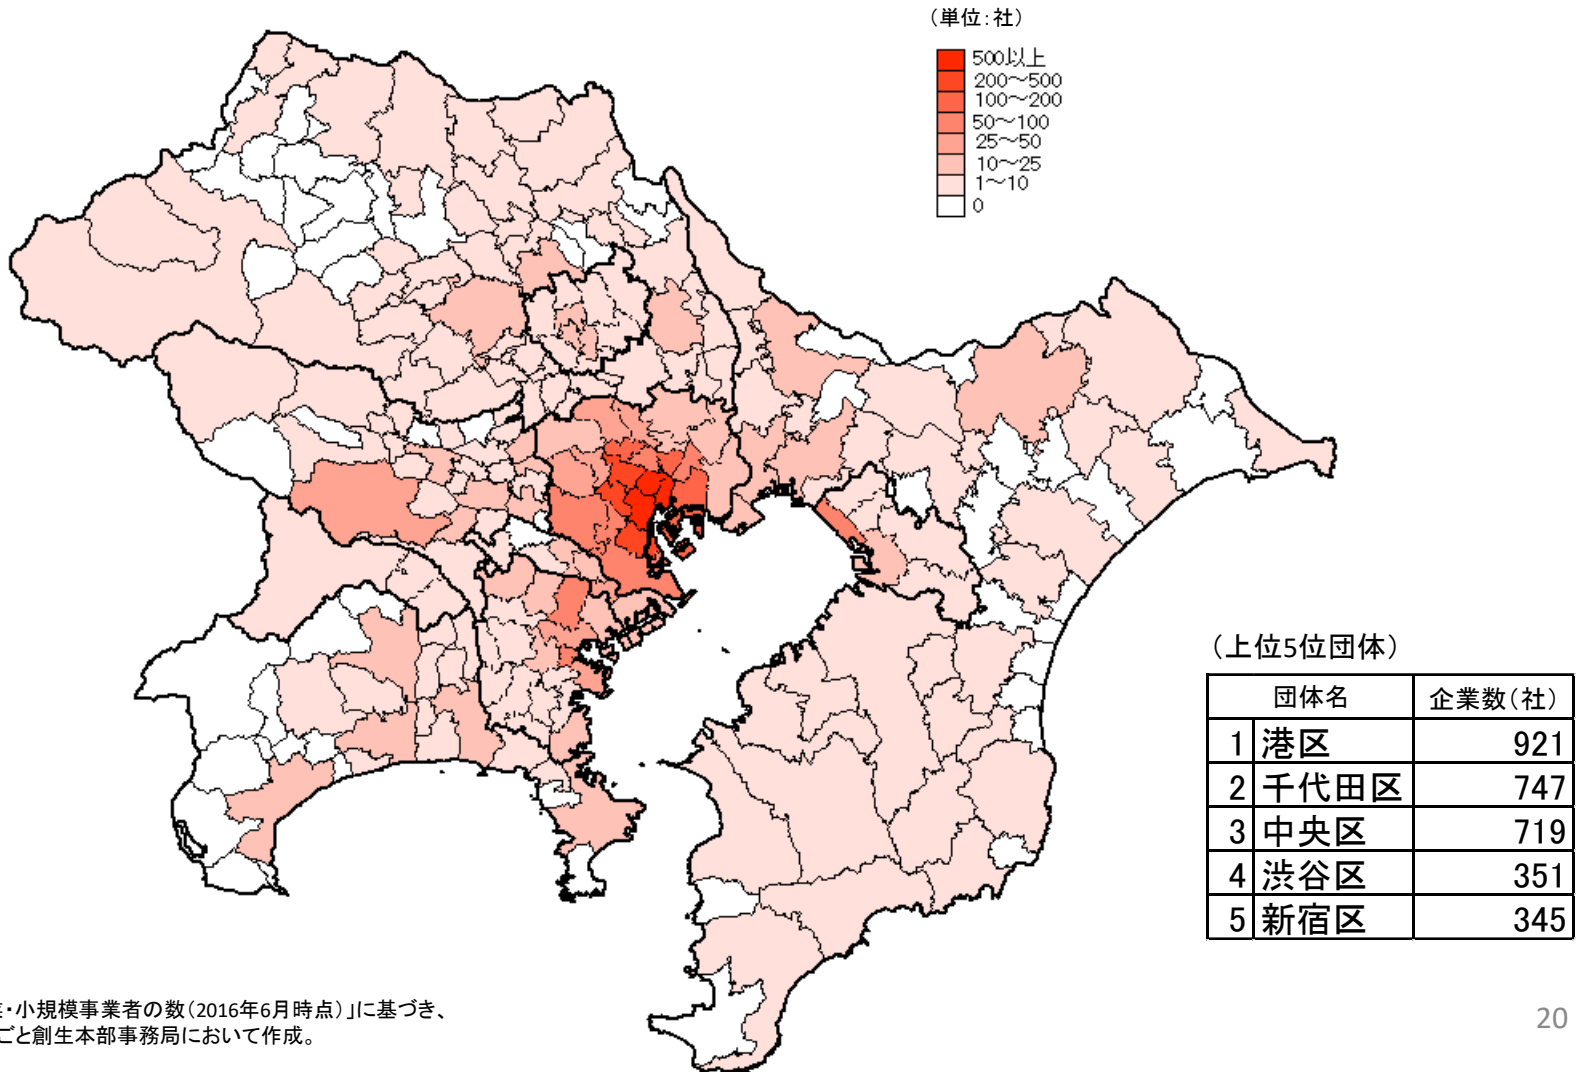 （単位：社）
500以上
200～500
100～200
50～100
25～50
10～25
1～10
0
（上位5位団体）
団体名 企業数（社）
1 港区 921
2 千代田区 747
3 中央区 719
4 渋谷区 351
5 新宿区 345
・小規模事業者の数（2016年6月時点）」に基づき、
ごと創生本部事務局において作成。
20